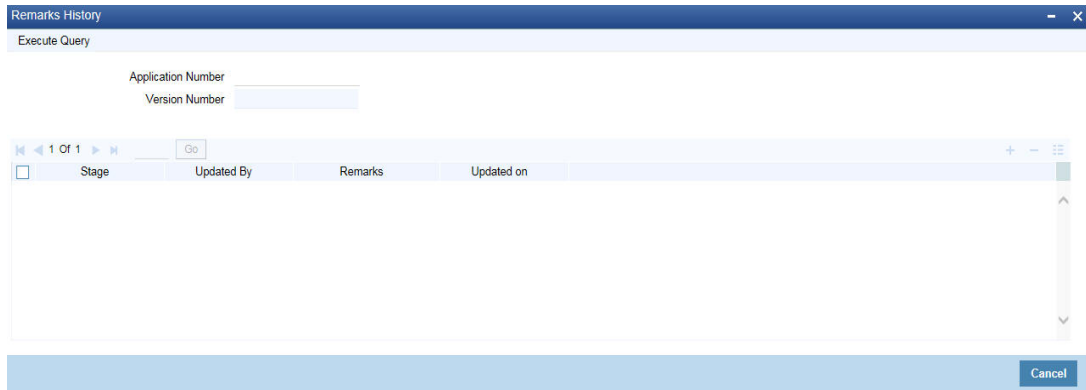 Remarks History
Execute Query
Application Number
Version Number
1 Of 1 Go
Stage Updated By Remarks Updated on
Cancel